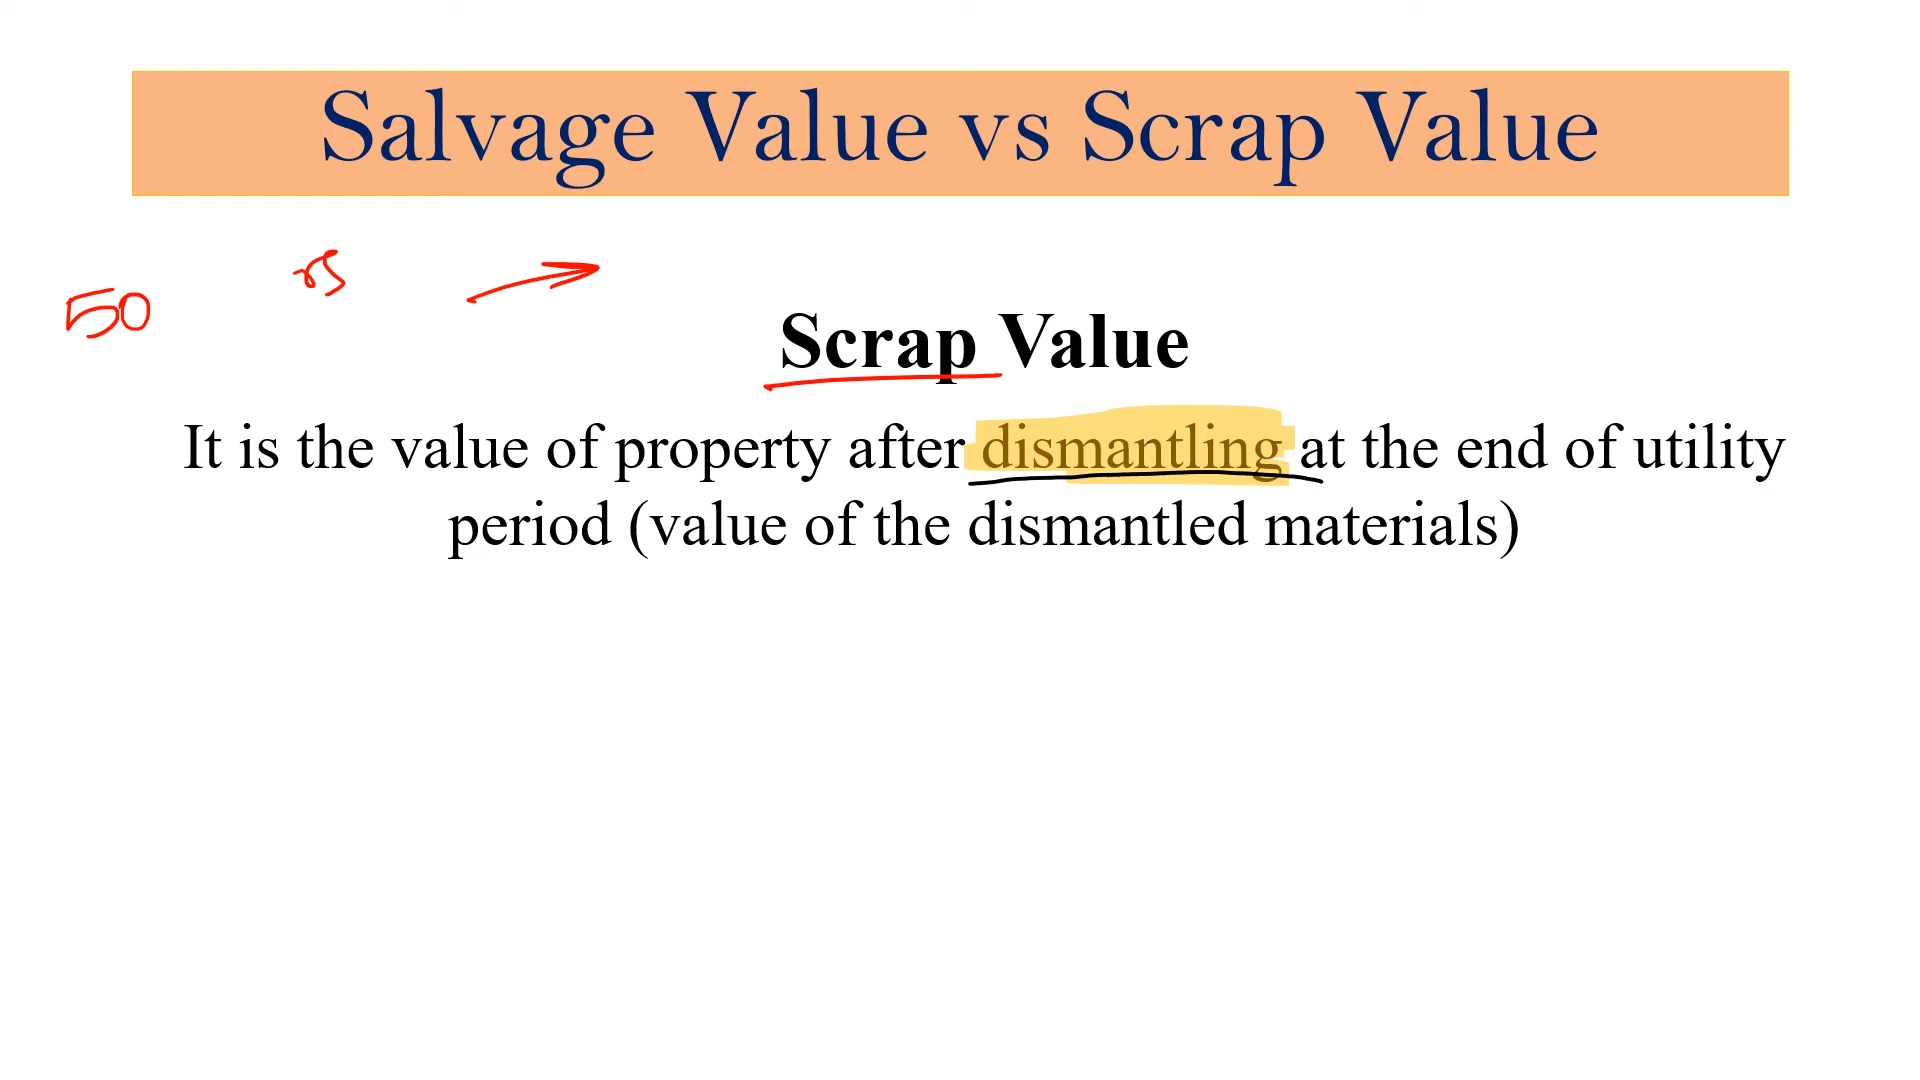 Salvage Value vs Scrap Value
50 rs
Scrap Value
It is the value of property after dismantling at the end of utility
period (value of the dismantled materials)